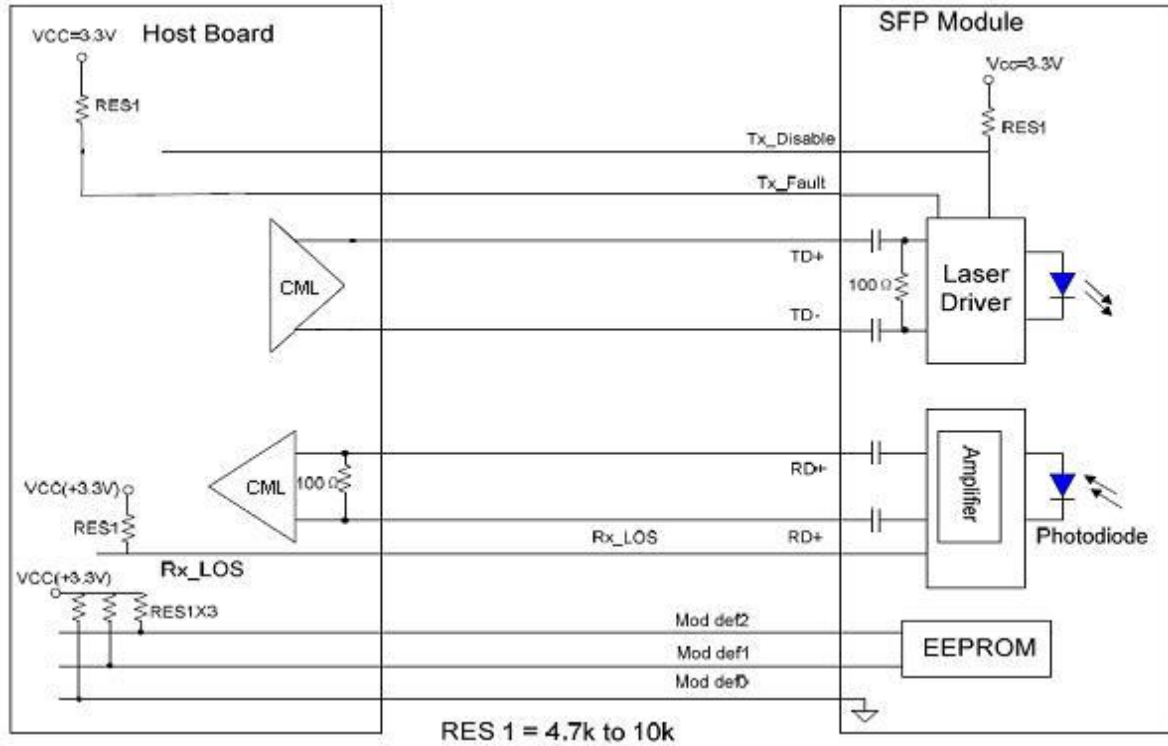 Host Board
VCC=3.3V
RES1
CML
CML
100 Ω
VCC(+3.3V)
RES1
Rx_LOS
VCC(+3.3V)
RES1X3
Tx_Disable
Tx_Fault
TD+
TD-
RD+
RD+
Rx_LOS
Mod def2
Mod def1
Mod def0
SFP Module
Vcc=3.3V
RES1
100 Ω
Laser
Driver
Amplifier
Photodiode
EEPROM
RES 1 = 4.7k to 10k